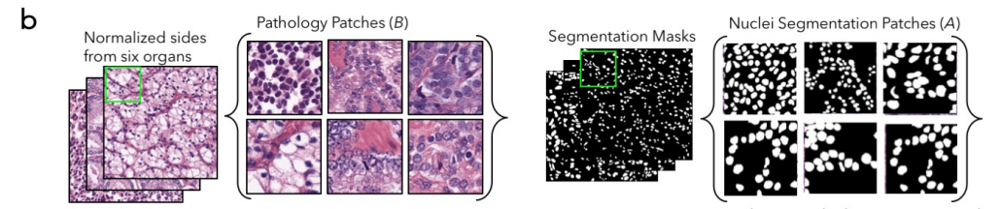 b
Pathology Patches (B)
Normalized sides
from six organs
Segmentation Masks
Nuclei Segmentation Patches (A)